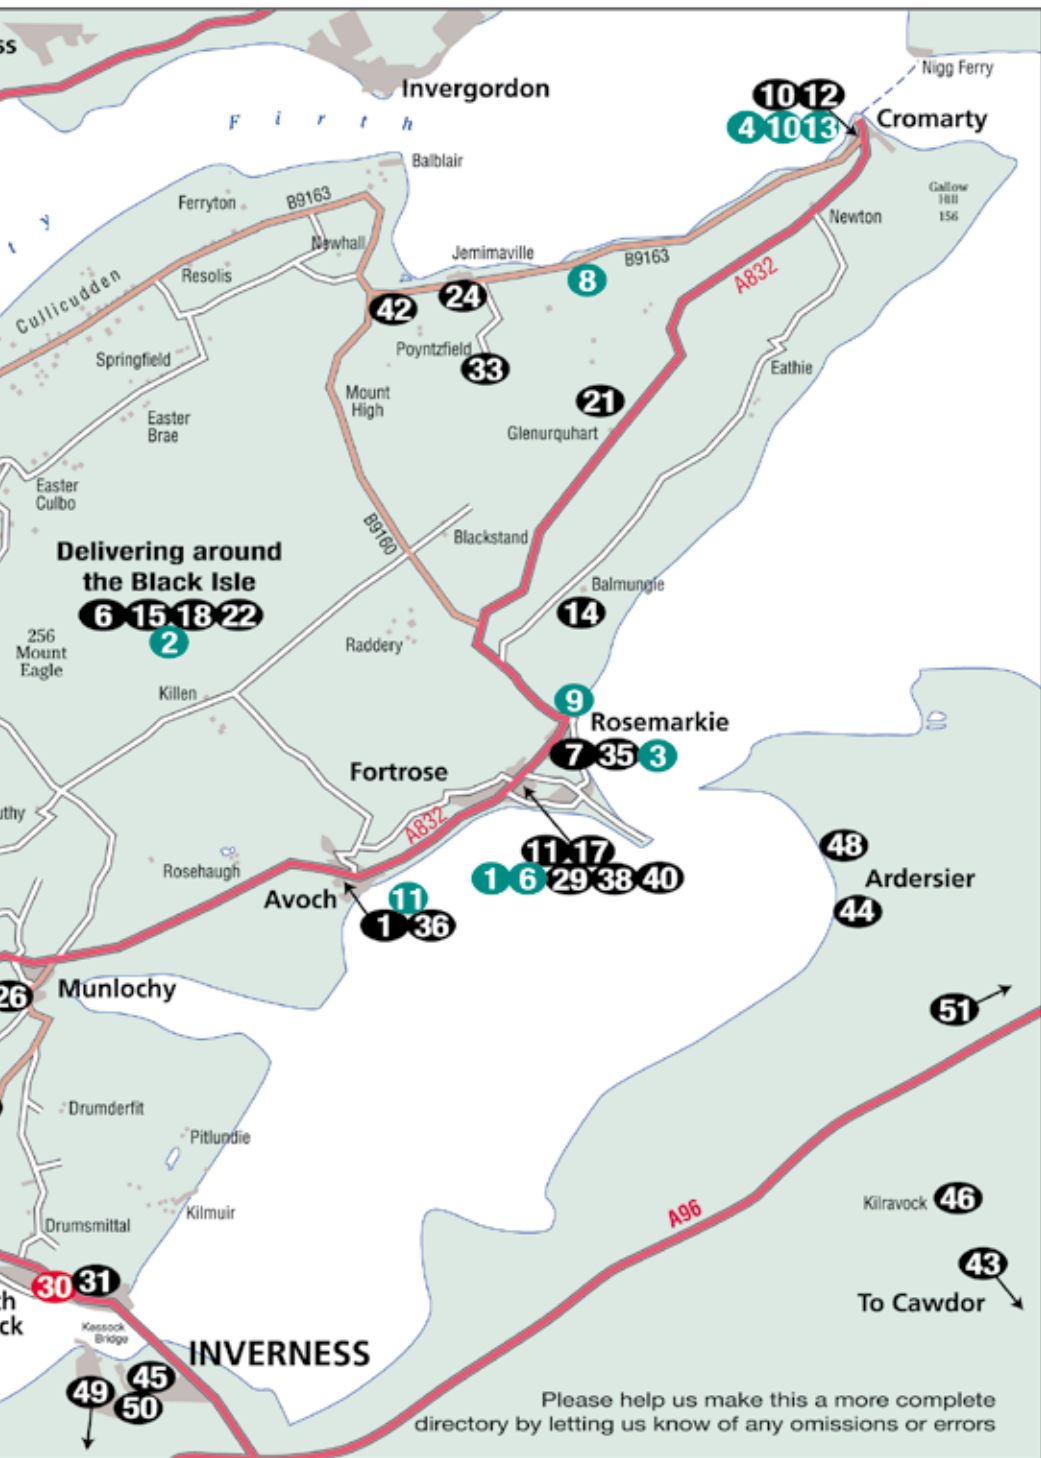 ss
Invergordon
Nigg Ferry
10 12
4 10 13
Cromarty
F i r t h
Balblair
t y
Ferryton
B9163
Gallow
Hill
156
Newton
Newhall
Jemimaville
B9163
A832
Resolis
Cullicudden
8
42
24
Poyntzfield
33
Springfield
Eathie
Mount
High
21
Glenurquhart
Easter
Brae
Easter
Culbo
B9160
Blackstand
Delivering around
the Black Isle
6 15 18 22
2
Balmungie
14
256
Mount
Eagle
Raddery
Killen
9
Rosemarkie
7 35 3
Fortrose
uthy
A832
11 17
1 6 29 38 40
48
Ardersier
44
Rosehaugh
Avoch
11
1 36
26
Munlochy
51
Drumderfit
Pitlundie
Kilmuir
Drumsmittal
A96
Kilravock
46
43
To Cawdor
30 31
th
ck
Kessock
Bridge
INVERNESS
45
49
50
Please help us make this a more complete
directory by letting us know of any omissions or errors